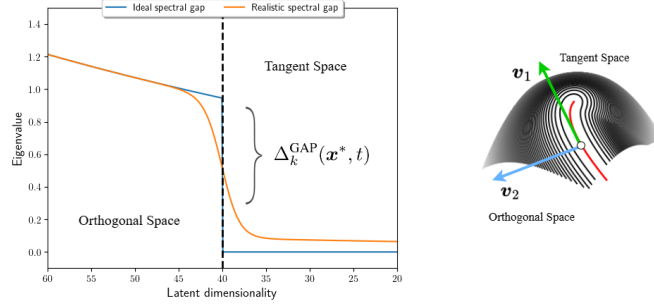 Ideal spectral gap
Realistic spectral gap
1.4
1.2
1.0
0.8
0.6
0.4
0.2
0.0
Eigenvalue
Tangent Space
Δ_k^GAP(x*, t)
Orthogonal Space
60
55
50
45
40
35
30
25
20
Latent dimensionality
Tangent Space
v₁
v₂
Orthogonal Space